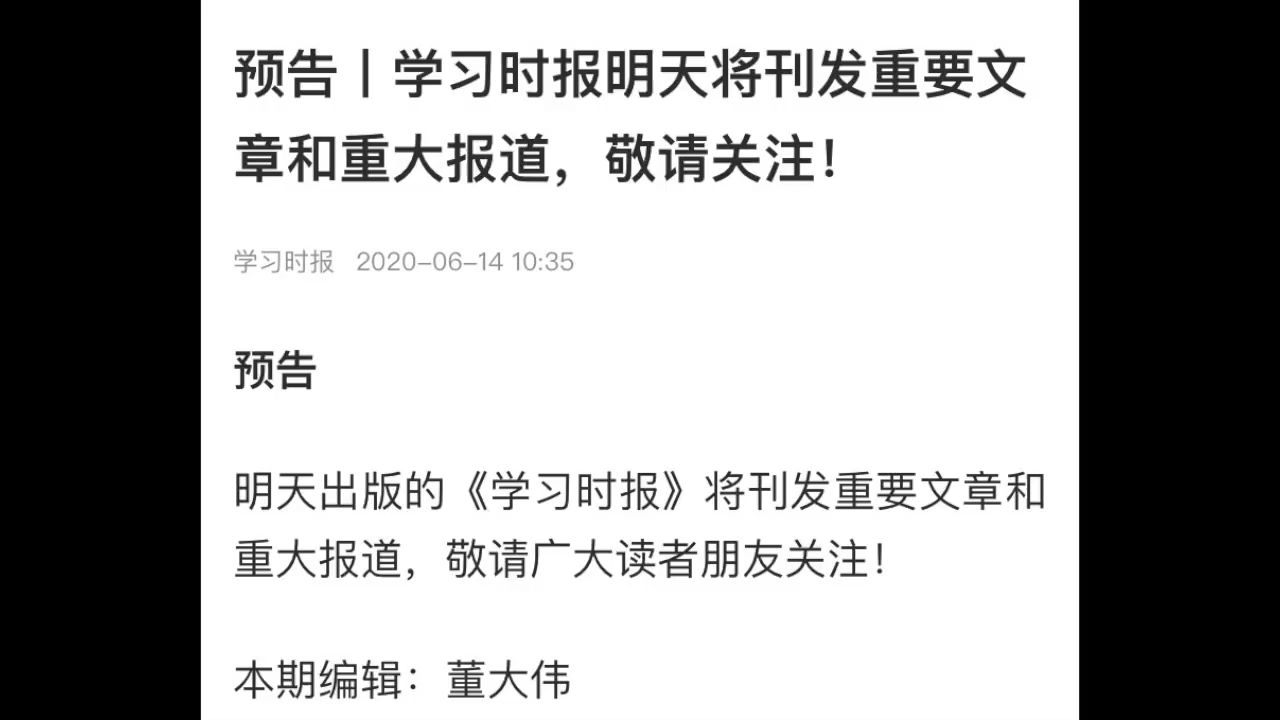 预告丨学习时报明天将刊发重要文
章和重大报道，敬请关注！
学习时报 2020-06-14 10:35
预告
明天出版的《学习时报》将刊发重要文章和
重大报道，敬请广大读者朋友关注！
本期编辑：董大伟